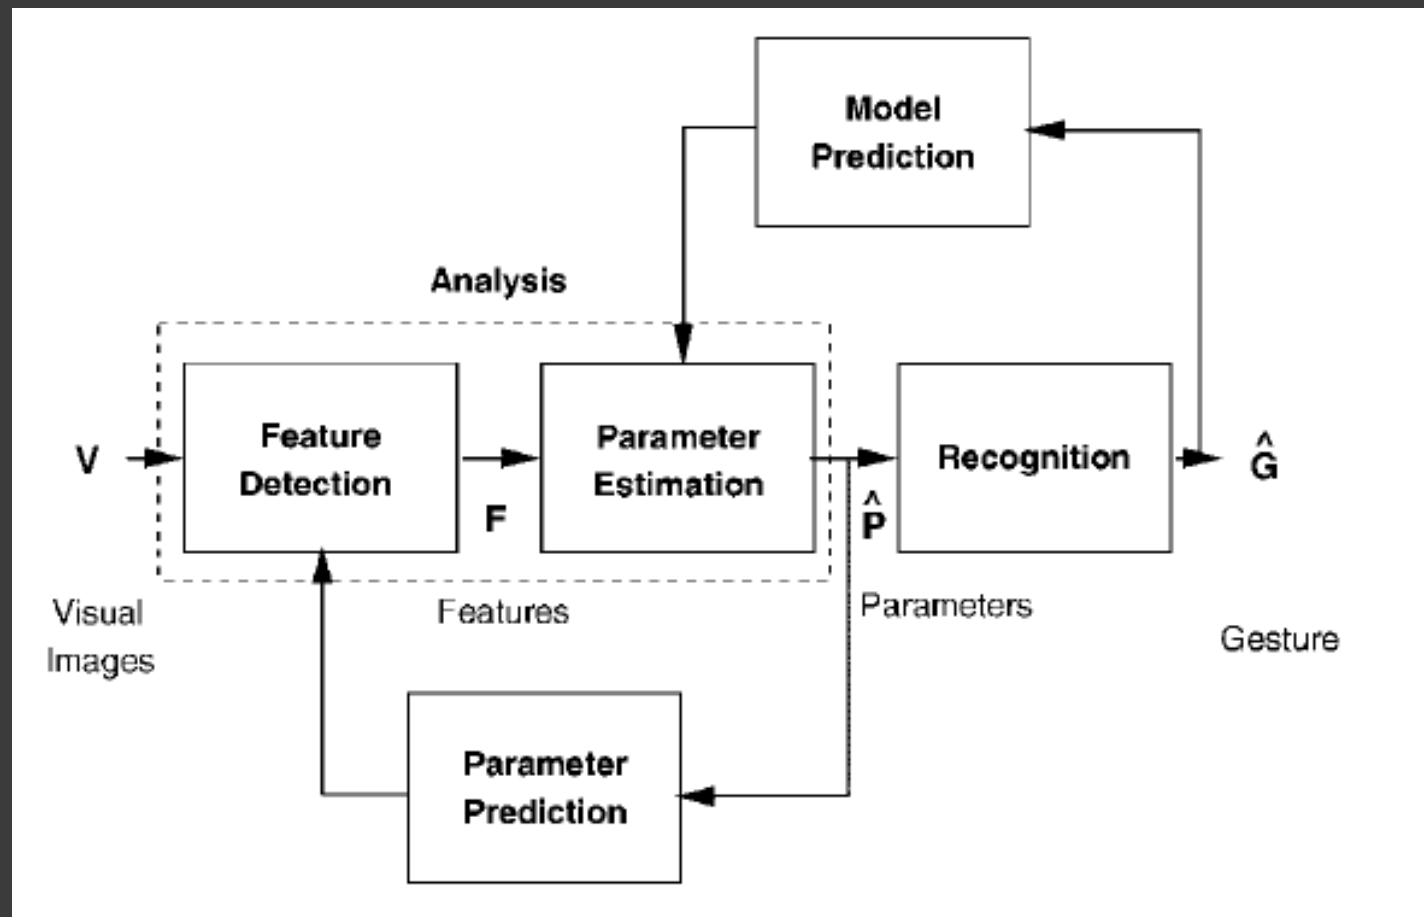 Model
Prediction
Analysis
Feature
Detection
Parameter
Estimation
Recognition
V
F
P̂
Ĝ
Visual
Images
Features
Parameters
Gesture
Parameter
Prediction